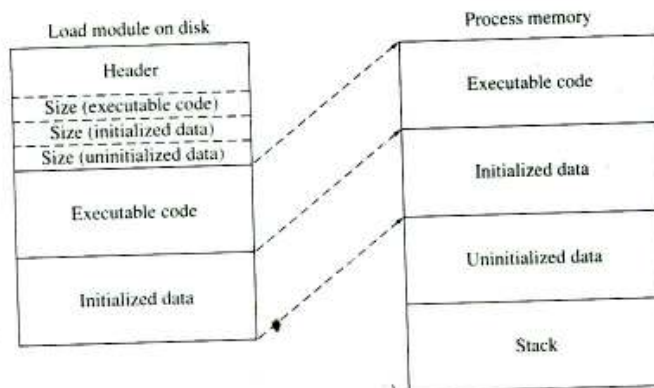 Load module on disk
Header
Size (executable code)
Size (initialized data)
Size (uninitialized data)
Executable code
Initialized data
Process memory
Executable code
Initialized data
Uninitialized data
Stack